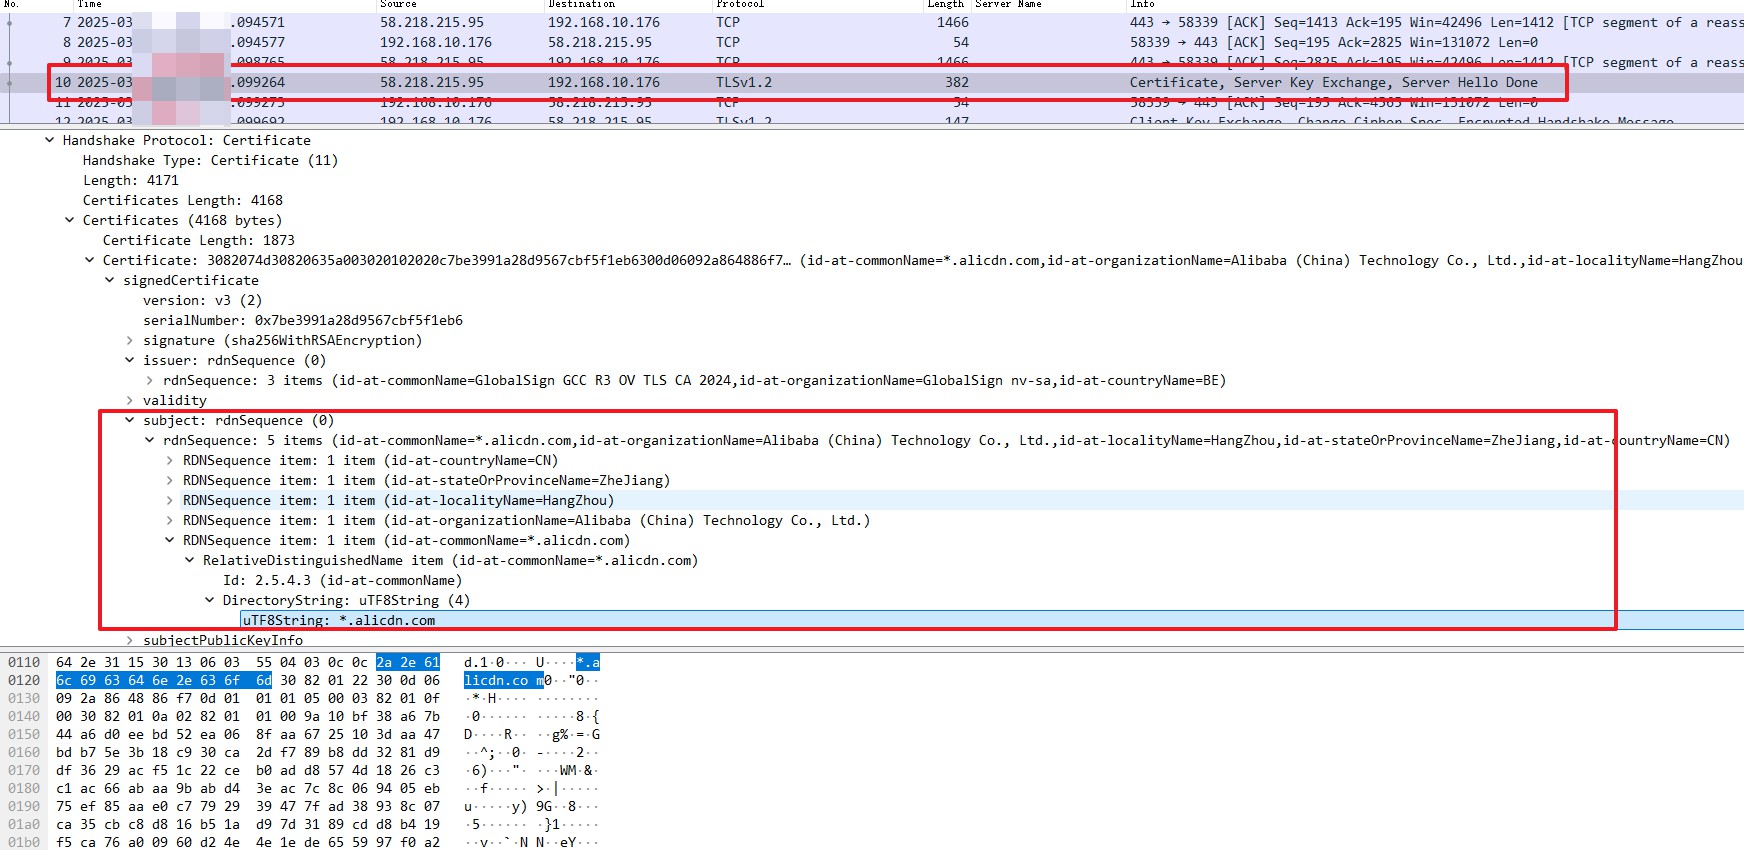 No. Time Source Destination Protocol Length Server Name Info
7 2025-03 .094571 58.218.215.95 192.168.10.176 TCP 1466 443 → 58339 [ACK] Seq=1413 Ack=195 Win=42496 Len=1412 [TCP segment of a reass
8 2025-03 .094577 192.168.10.176 58.218.215.95 TCP 54 58339 → 443 [ACK] Seq=195 Ack=2825 Win=131072 Len=0
9 2025-03 .098765 58.218.215.95 192.168.10.176 TCP 1466 443 → 58339 [ACK] Seq=2825 Ack=195 Win=42496 Len=1412 [TCP segment of a reass
10 2025-03 .099264 58.218.215.95 192.168.10.176 TLSv1.2 382 Certificate, Server Key Exchange, Server Hello Done
11 2025-03 .099275 192.168.10.176 58.218.215.95 TCP 54 58339 → 443 [ACK] Seq=195 Ack=4565 Win=131072 Len=0
12 2025-03 .099692 192.168.10.176 58.218.215.95 TLSv1.2 147 Client Key Exchange, Change Cipher Spec, Encrypted Handshake Message
Handshake Protocol: Certificate
Handshake Type: Certificate (11)
Length: 4171
Certificates Length: 4168
Certificates (4168 bytes)
Certificate Length: 1873
Certificate: 3082074d30820635a003020102020c7be3991a28d9567cbf5f1eb6300d06092a864886f7… (id-at-commonName=*.alicdn.com,id-at-organizationName=Alibaba (China) Technology Co., Ltd.,id-at-localityName=HangZhou
signedCertificate
version: v3 (2)
serialNumber: 0x7be3991a28d9567cbf5f1eb6
signature (sha256WithRSAEncryption)
issuer: rdnSequence (0)
rdnSequence: 3 items (id-at-commonName=GlobalSign GCC R3 OV TLS CA 2024,id-at-organizationName=GlobalSign nv-sa,id-at-countryName=BE)
validity
subject: rdnSequence (0)
rdnSequence: 5 items (id-at-commonName=*.alicdn.com,id-at-organizationName=Alibaba (China) Technology Co., Ltd.,id-at-localityName=HangZhou,id-at-stateOrProvinceName=ZheJiang,id-at-countryName=CN)
RDNSequence item: 1 item (id-at-countryName=CN)
RDNSequence item: 1 item (id-at-stateOrProvinceName=ZheJiang)
RDNSequence item: 1 item (id-at-localityName=HangZhou)
RDNSequence item: 1 item (id-at-organizationName=Alibaba (China) Technology Co., Ltd.)
RDNSequence item: 1 item (id-at-commonName=*.alicdn.com)
RelativeDistinguishedName item (id-at-commonName=*.alicdn.com)
Id: 2.5.4.3 (id-at-commonName)
DirectoryString: uTF8String (4)
uTF8String: *.alicdn.com
subjectPublicKeyInfo
0110 64 2e 31 15 30 13 06 03 55 04 03 0c 0c 2a 2e 61 d.1·0··· U····*.a
0120 6c 69 63 64 6e 2e 63 6f 6d 30 82 01 22 30 0d 06 licdn.co m0··"0··
0130 09 2a 86 48 86 f7 0d 01 01 01 05 00 03 82 01 0f ·*·H···· ········
0140 00 30 82 01 0a 02 82 01 01 00 9a 10 bf 38 a6 7b ·0······ ·····8·{
0150 44 a6 d0 ee bd 52 ea 06 8f aa 67 25 10 3d aa 47 D····R·· ··g%·=·G
0160 bd b7 5e 3b 18 c9 30 ca 2d f7 89 b8 dd 32 81 d9 ··^;··0· -····2··
0170 df 36 29 ac f5 1c 22 ce b0 ad d8 57 4d 18 26 c3 ·6)···"· ···WM·&·
0180 c1 ac 66 ab aa 9b ab d4 3e ac 7c 8c 06 94 05 eb ··f····· >·|·····
0190 75 ef 85 aa e0 c7 79 29 39 47 7f ad 38 93 8c 07 u·····y) 9G··8···
01a0 ca 35 cb c8 d8 16 b5 1a d9 7d 31 89 cd d8 b4 19 ·5······ ·}1·····
01b0 f5 ca 76 a0 09 60 d2 4e 4e 1e de 65 59 97 f0 a2 ··v··`·N N··eY···